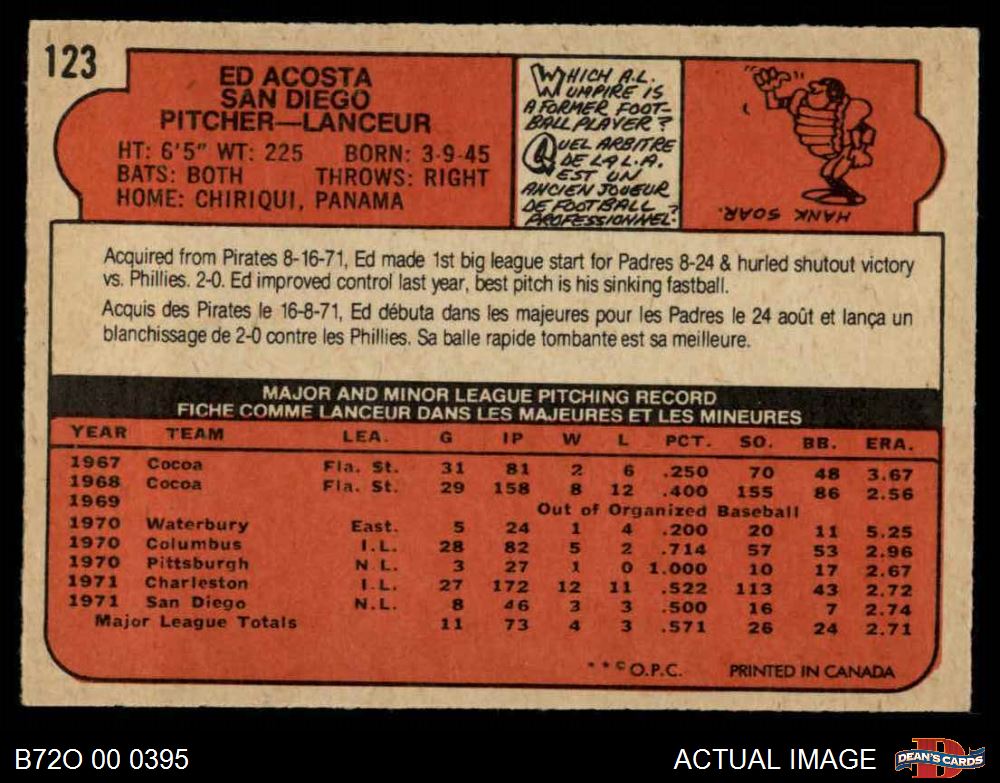 123
ED ACOSTA
SAN DIEGO
PITCHER—LANCEUR
HT: 6'5" WT: 225 BORN: 3-9-45
BATS: BOTH THROWS: RIGHT
HOME: CHIRIQUI, PANAMA
WHICH A.L.
UMPIRE IS
A FORMER FOOT-
BALL PLAYER?
QUEL ARBITRE
DE LA L.A.
EST UN
ANCIEN JOUEUR
DE FOOTBALL
PROFESSIONNEL?
HANK SOAR.
Acquired from Pirates 8-16-71, Ed made 1st big league start for Padres 8-24 & hurled shutout victory
vs. Phillies. 2-0. Ed improved control last year, best pitch is his sinking fastball.
Acquis des Pirates le 16-8-71, Ed débuta dans les majeures pour les Padres le 24 août et lança un
blanchissage de 2-0 contre les Phillies. Sa balle rapide tombante est sa meilleure.
MAJOR AND MINOR LEAGUE PITCHING RECORD
FICHE COMME LANCEUR DANS LES MAJEURES ET LES MINEURES
YEAR TEAM LEA. G IP W L PCT. SO. BB. ERA.
1967 Cocoa Fla. St. 31 81 2 6 .250 70 48 3.67
1968 Cocoa Fla. St. 29 158 8 12 .400 155 86 2.56
1969 Out of Organized Baseball
1970 Waterbury East. 5 24 1 4 .200 20 11 5.25
1970 Columbus I.L. 28 82 5 2 .714 57 53 2.96
1970 Pittsburgh N.L. 3 27 1 0 1.000 10 17 2.67
1971 Charleston I.L. 27 172 12 11 .522 113 43 2.72
1971 San Diego N.L. 8 46 3 3 .500 16 7 2.74
Major League Totals 11 73 4 3 .571 26 24 2.71
**©O.P.C. PRINTED IN CANADA
B72O 00 0395 ACTUAL IMAGE DEAN'S CARDS